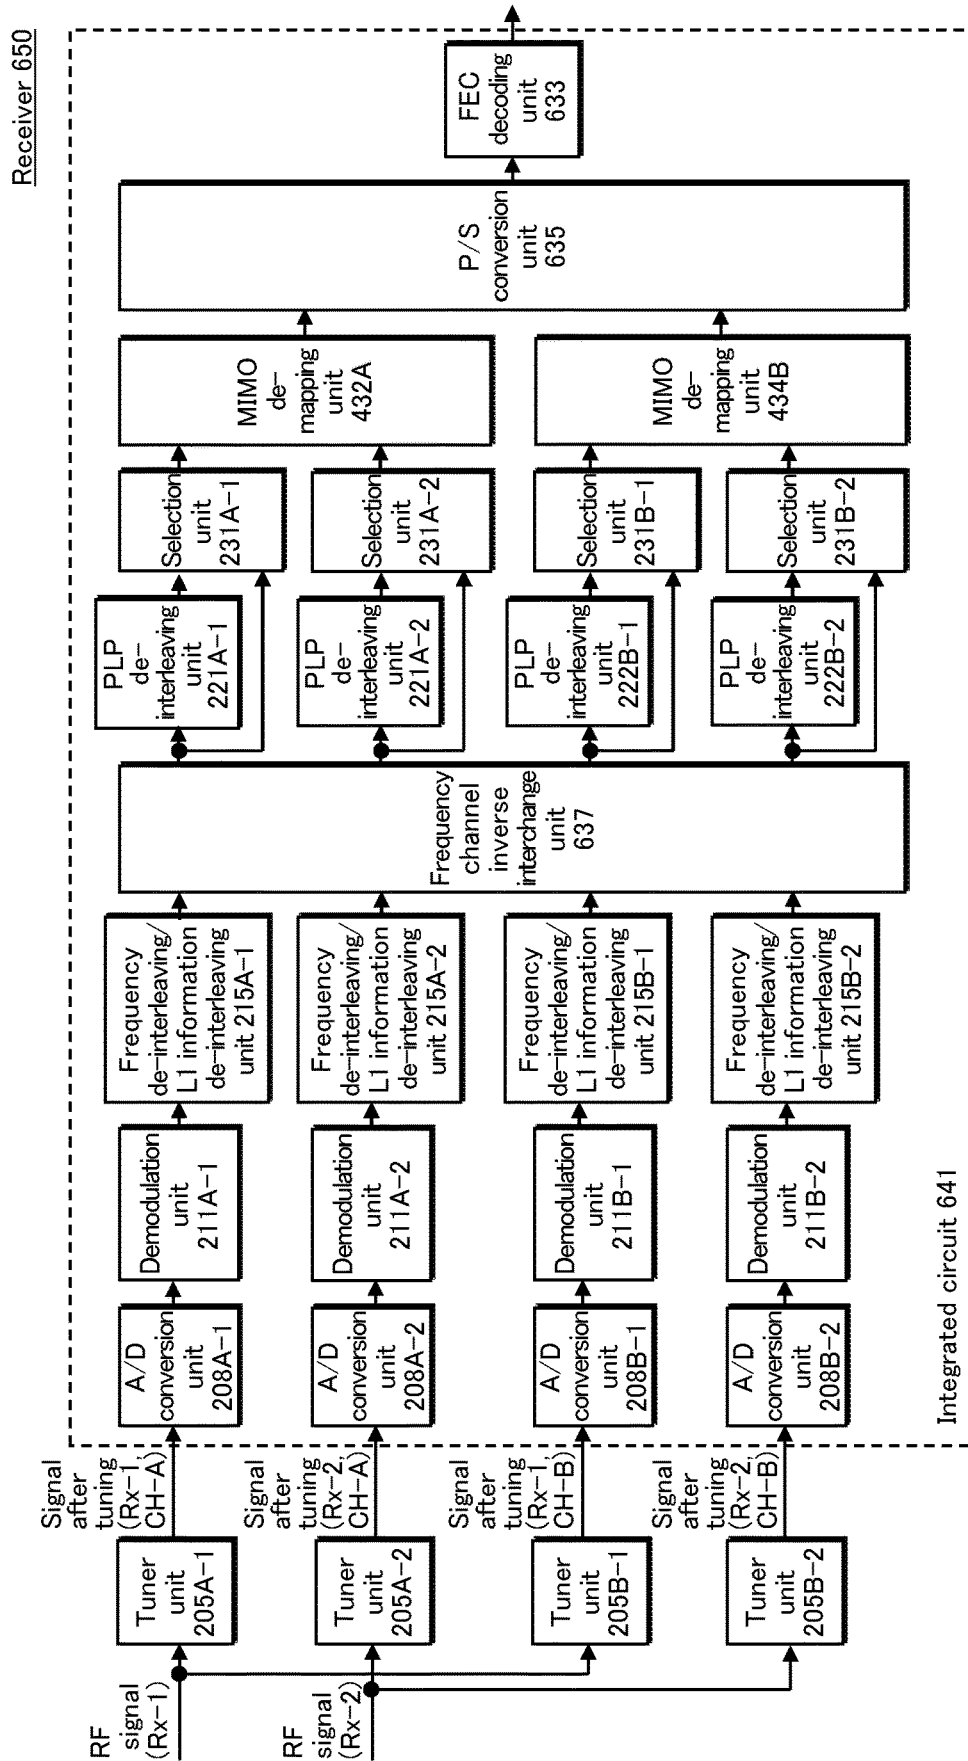 Receiver 650
RF
signal
(Rx-1)
RF
signal
(Rx-2)
Tuner
unit
205A-1
Tuner
unit
205A-2
Tuner
unit
205B-1
Tuner
unit
205B-2
Signal
after
tuning
(Rx-1,
CH-A)
Signal
after
tuning
(Rx-2,
CH-A)
Signal
after
tuning
(Rx-1,
CH-B)
Signal
after
tuning
(Rx-2,
CH-B)
A/D
conversion
unit
208A-1
A/D
conversion
unit
208A-2
A/D
conversion
unit
208B-1
A/D
conversion
unit
208B-2
Demodulation
unit
211A-1
Demodulation
unit
211A-2
Demodulation
unit
211B-1
Demodulation
unit
211B-2
Frequency
de-interleaving/
L1 information
de-interleaving
unit 215A-1
Frequency
de-interleaving/
L1 information
de-interleaving
unit 215A-2
Frequency
de-interleaving/
L1 information
de-interleaving
unit 215B-1
Frequency
de-interleaving/
L1 information
de-interleaving
unit 215B-2
Frequency
channel
inverse
interchange
unit
637
PLP
de-
interleaving
unit
221A-1
PLP
de-
interleaving
unit
221A-2
PLP
de-
interleaving
unit
222B-1
PLP
de-
interleaving
unit
222B-2
Selection
unit
231A-1
Selection
unit
231A-2
Selection
unit
231B-1
Selection
unit
231B-2
MIMO
de-
mapping
unit
432A
MIMO
de-
mapping
unit
434B
P/S
conversion
unit
635
FEC
decoding
unit
633
Integrated circuit 641